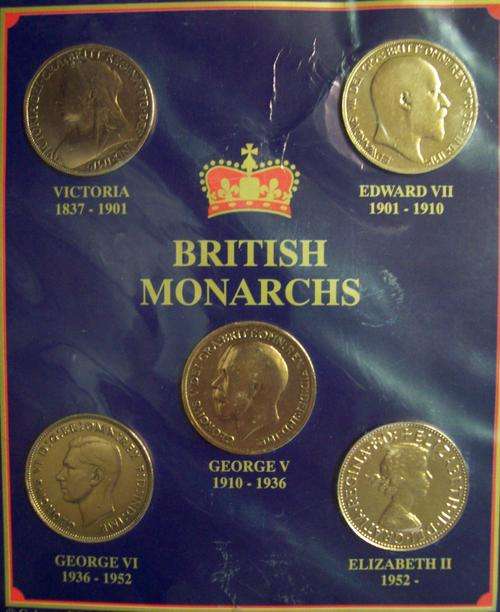 VICTORIA
1837 - 1901
EDWARD VII
1901 - 1910
BRITISH
MONARCHS
GEORGE V
1910 - 1936
GEORGE VI
1936 - 1952
ELIZABETH II
1952 -